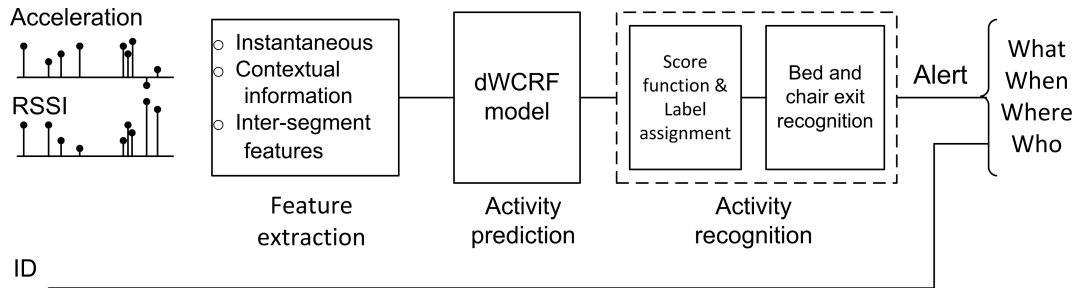 Acceleration
RSSI
○ Instantaneous
○ Contextual
information
○ Inter-segment
features
Feature
extraction
dWCRF
model
Activity
prediction
Score
function &
Label
assignment
Bed and
chair exit
recognition
Activity
recognition
Alert
What
When
Where
Who
ID